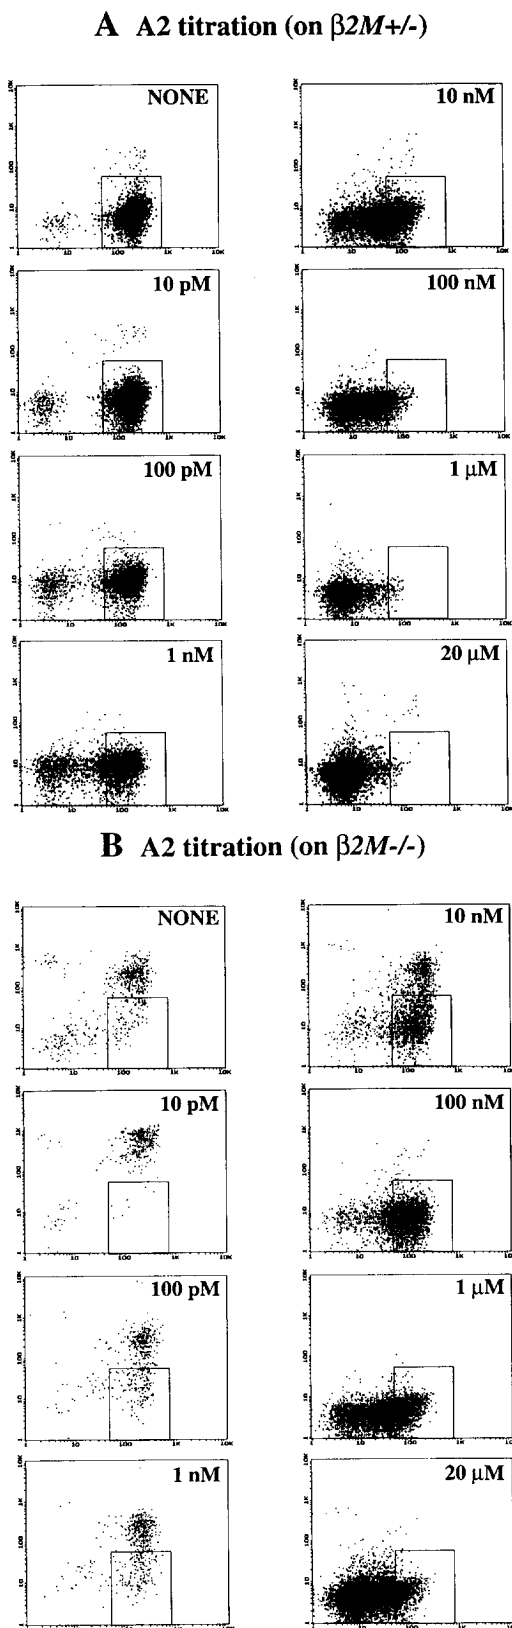 A A2 titration (on β2M+/-)
NONE
10 nM
10 pM
100 nM
100 pM
1 μM
1 nM
20 μM
B A2 titration (on β2M-/-)
NONE
10 nM
10 pM
100 nM
100 pM
1 μM
1 nM
20 μM